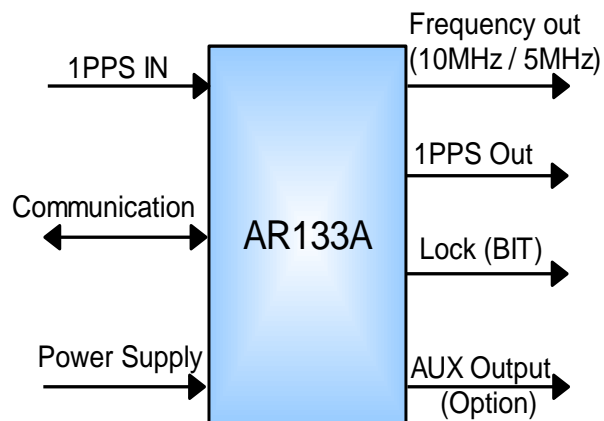 1PPS IN
Communication
Power Supply
AR133A
Frequency out
(10MHz / 5MHz)
1PPS Out
Lock (BIT)
AUX Output
(Option)